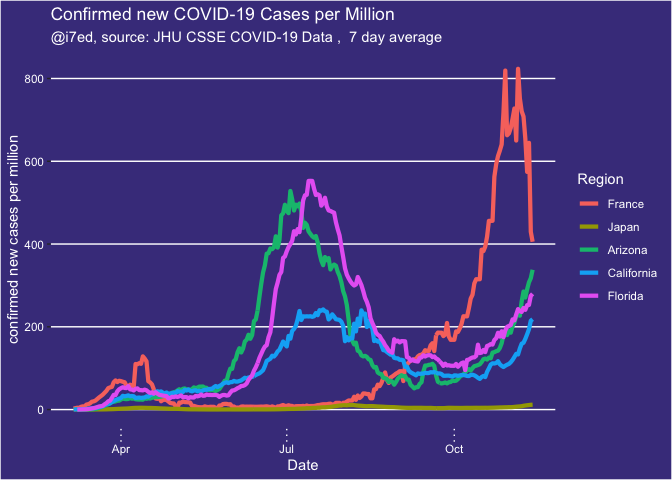 Confirmed new COVID-19 Cases per Million
@i7ed, source: JHU CSSE COVID-19 Data ,  7 day average
confirmed new cases per million
800
600
400
200
0
Apr
Jul
Oct
Date
Region
France
Japan
Arizona
California
Florida